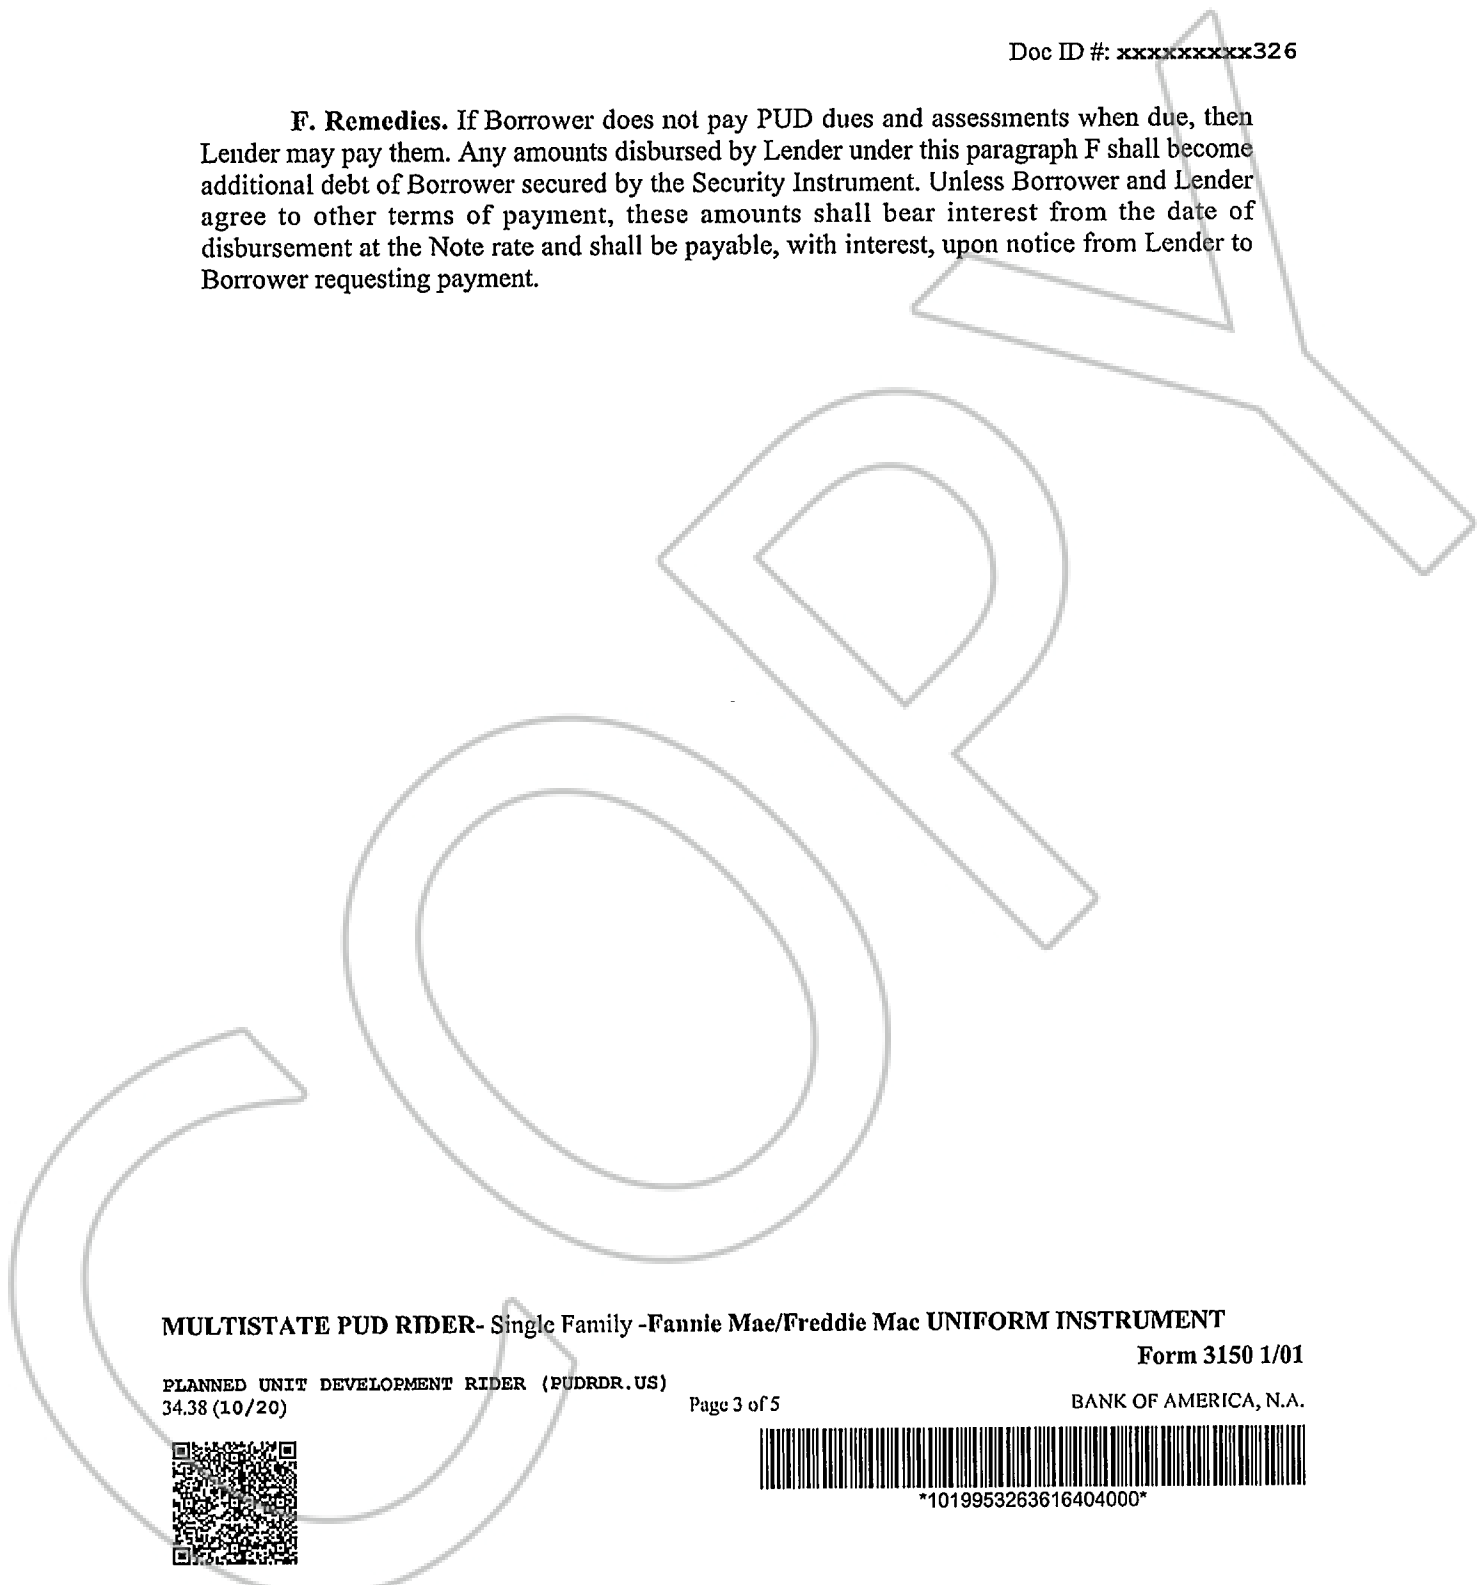 Doc ID #: xxxxxxxxx326
F. Remedies. If Borrower does not pay PUD dues and assessments when due, then
Lender may pay them. Any amounts disbursed by Lender under this paragraph F shall become
additional debt of Borrower secured by the Security Instrument. Unless Borrower and Lender
agree to other terms of payment, these amounts shall bear interest from the date of
disbursement at the Note rate and shall be payable, with interest, upon notice from Lender to
Borrower requesting payment.
COPY
MULTISTATE PUD RIDER- Single Family -Fannie Mae/Freddie Mac UNIFORM INSTRUMENT
Form 3150 1/01
PLANNED UNIT DEVELOPMENT RIDER (PUDRDR.US)
34.38 (10/20)
Page 3 of 5
BANK OF AMERICA, N.A.
*1019953263616404000*